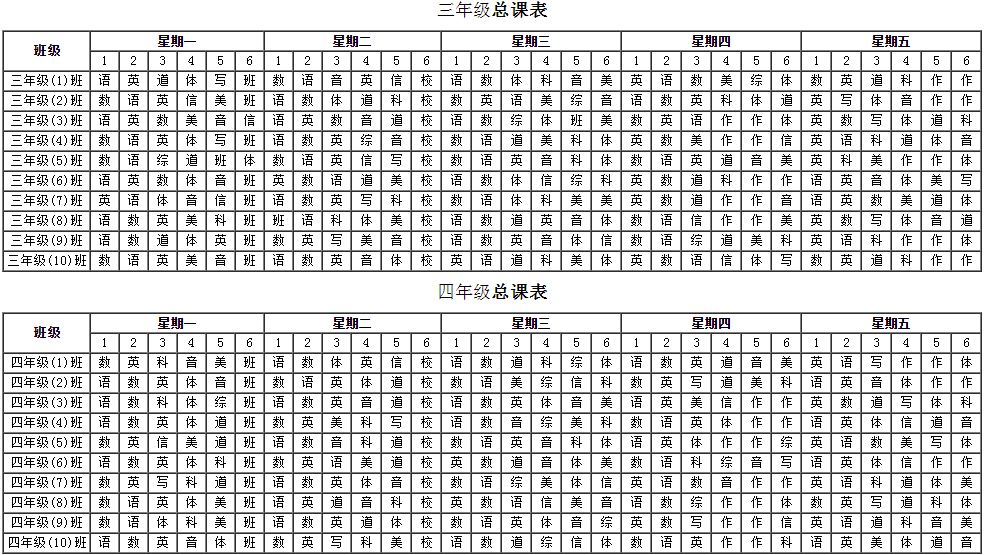 三年级总课表
班级 星期一 星期二 星期三 星期四 星期五
1 2 3 4 5 6 1 2 3 4 5 6 1 2 3 4 5 6 1 2 3 4 5 6 1 2 3 4 5 6
三年级(1)班 语 英 道 体 写 班 数 语 音 英 信 校 语 数 体 科 音 美 英 语 数 美 综 体 数 英 道 科 作 作
三年级(2)班 数 语 英 信 美 班 语 数 体 道 科 校 数 英 语 美 综 音 语 数 英 科 体 道 英 写 体 音 作 作
三年级(3)班 语 英 数 美 音 信 语 英 数 音 道 校 语 数 综 体 班 美 数 英 语 作 作 体 英 数 写 体 道 科
三年级(4)班 数 语 英 体 写 班 语 数 英 综 音 校 数 语 道 美 科 体 英 数 美 作 作 信 英 语 科 道 体 音
三年级(5)班 数 语 综 道 班 体 数 语 英 信 写 校 数 语 英 音 科 体 数 语 英 道 音 美 英 科 美 作 作 体
三年级(6)班 语 英 数 体 音 班 英 数 语 道 美 校 语 数 体 信 综 科 英 数 道 科 作 作 语 英 音 体 美 写
三年级(7)班 英 语 体 音 信 班 语 数 英 写 科 校 数 语 体 科 美 美 英 数 道 作 作 音 语 英 数 美 道 体
三年级(8)班 语 数 英 美 科 班 班 语 科 体 美 校 语 数 道 英 音 体 数 语 信 作 作 美 英 数 写 体 音 道
三年级(9)班 语 数 道 体 英 班 数 英 写 美 音 校 语 数 英 音 体 信 数 语 综 道 美 科 英 语 科 作 作 体
三年级(10)班 数 语 英 美 音 班 语 数 英 音 体 校 英 语 道 科 美 体 英 数 语 信 体 写 数 英 道 科 作 作
四年级总课表
班级 星期一 星期二 星期三 星期四 星期五
1 2 3 4 5 6 1 2 3 4 5 6 1 2 3 4 5 6 1 2 3 4 5 6 1 2 3 4 5 6
四年级(1)班 数 英 科 音 美 班 语 数 体 英 信 校 语 数 道 科 综 体 语 数 英 道 音 美 英 语 写 作 作 体
四年级(2)班 语 数 英 体 音 班 语 数 英 体 道 校 数 语 美 综 信 科 数 英 写 道 美 科 语 英 音 体 作 作
四年级(3)班 语 数 科 体 综 班 语 数 英 音 道 校 语 数 英 体 音 美 语 英 美 信 作 作 英 数 道 写 体 科
四年级(4)班 语 数 英 体 道 班 数 英 美 科 写 校 语 数 音 综 美 科 语 数 英 体 作 作 语 英 体 信 道 音
四年级(5)班 数 英 信 美 道 班 语 数 音 科 道 校 数 语 英 音 科 体 语 英 体 作 作 综 英 语 数 美 写 体
四年级(6)班 语 数 英 体 科 班 数 英 语 美 道 校 英 数 道 音 体 美 语 数 科 综 音 写 语 英 体 信 作 作
四年级(7)班 数 英 写 科 道 班 语 数 英 体 音 校 数 语 综 美 体 信 英 语 数 音 作 作 英 语 科 道 体 美
四年级(8)班 语 数 英 体 美 班 语 英 道 音 科 校 英 数 语 信 美 音 语 数 综 作 作 体 英 数 写 道 科 体
四年级(9)班 数 语 体 科 美 班 语 数 英 道 体 校 数 语 英 体 音 综 英 数 写 作 作 信 英 语 道 科 音 美
四年级(10)班 语 数 英 音 体 班 数 英 写 科 美 校 语 数 道 综 信 体 语 数 英 作 作 科 语 英 美 体 道 音